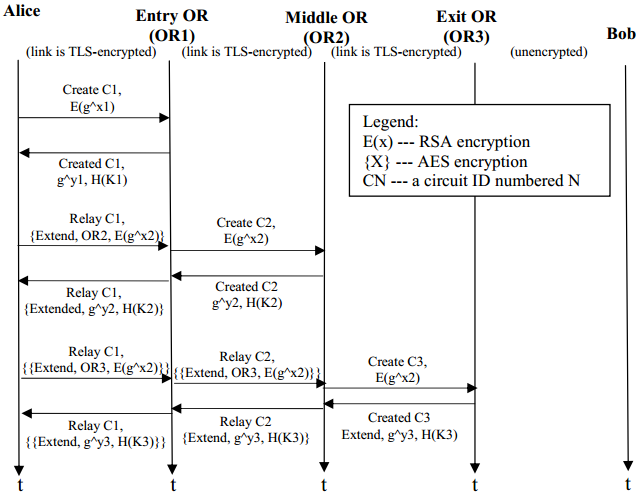 Alice
Entry OR
(OR1)
Middle OR
(OR2)
Exit OR
(OR3)
Bob
(link is TLS-encrypted)
(link is TLS-encrypted)
(link is TLS-encrypted)
(unencrypted)
Create C1,
E(g^x1)
Legend:
E(x) --- RSA encryption
{X} --- AES encryption
CN --- a circuit ID numbered N
Created C1,
g^y1, H(K1)
Relay C1,
{Extend, OR2, E(g^x2)}
Create C2,
E(g^x2)
Relay C1,
{Extended, g^y2, H(K2)}
Created C2
g^y2, H(K2)
Relay C1,
{{Extend, OR3, E(g^x2)}}
Relay C2,
{{Extend, OR3, E(g^x2)}}
Create C3,
E(g^x2)
Relay C1,
{{Extend, g^y3, H(K3)}}
Relay C2
{Extend, g^y3, H(K3)}
Created C3
Extend, g^y3, H(K3)
t
t
t
t
t